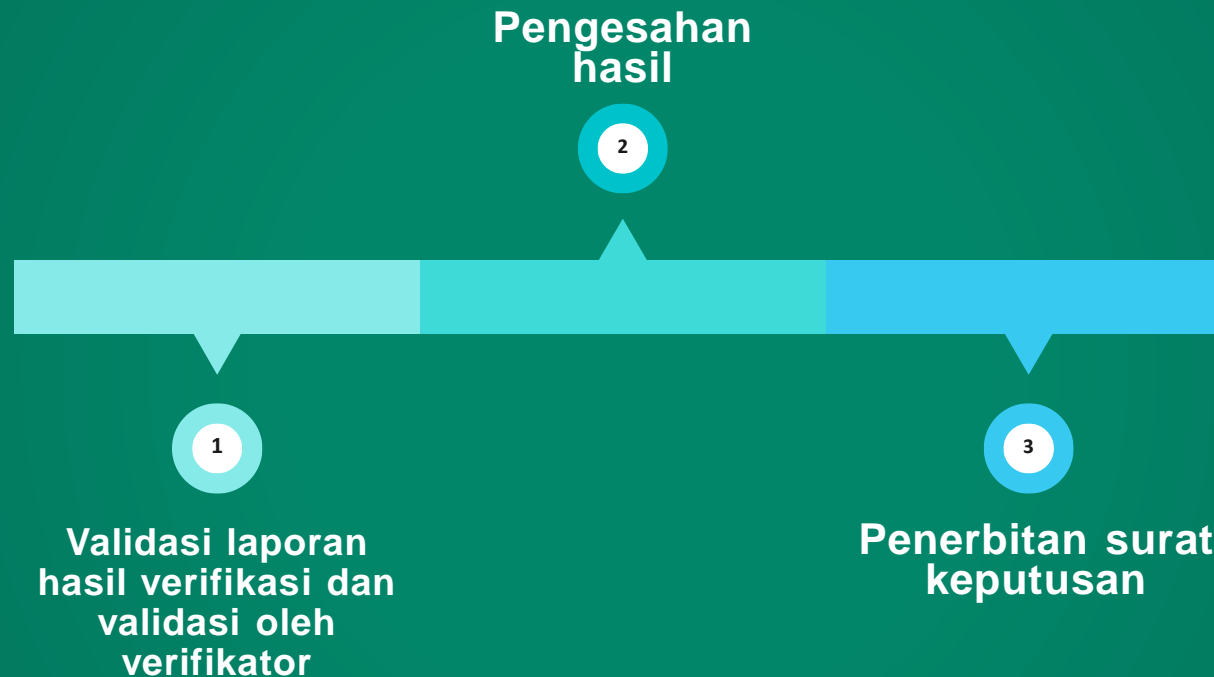 Pengesahan
hasil
2
1
3
Validasi laporan
hasil verifikasi dan
validasi oleh
verifikator
Penerbitan surat
keputusan